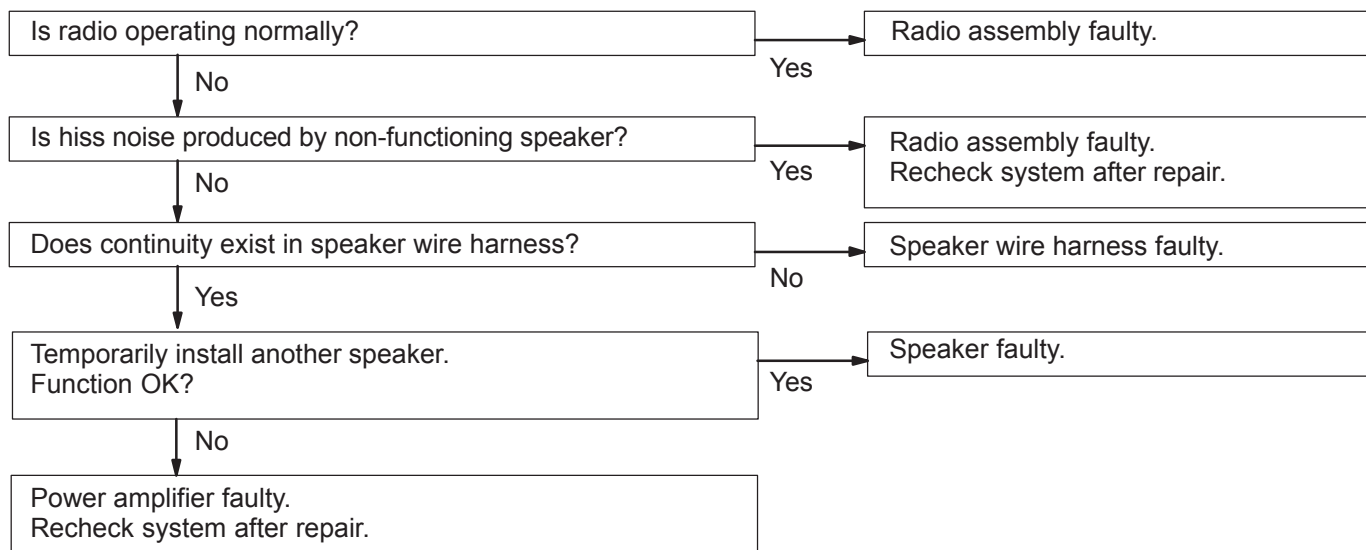 Is radio operating normally?
Radio assembly faulty.
Yes
No
Is hiss noise produced by non-functioning speaker?
Radio assembly faulty.
Recheck system after repair.
Yes
No
Does continuity exist in speaker wire harness?
Speaker wire harness faulty.
No
Yes
Temporarily install another speaker.
Function OK?
Speaker faulty.
Yes
No
Power amplifier faulty.
Recheck system after repair.